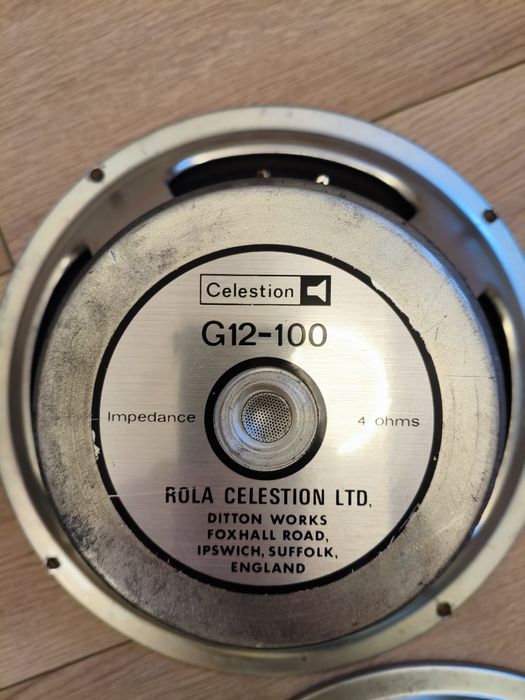 Celestion
G12-100
Impedance 4 ohms
ROLA CELESTION LTD,
DITTON WORKS
FOXHALL ROAD,
IPSWICH, SUFFOLK,
ENGLAND